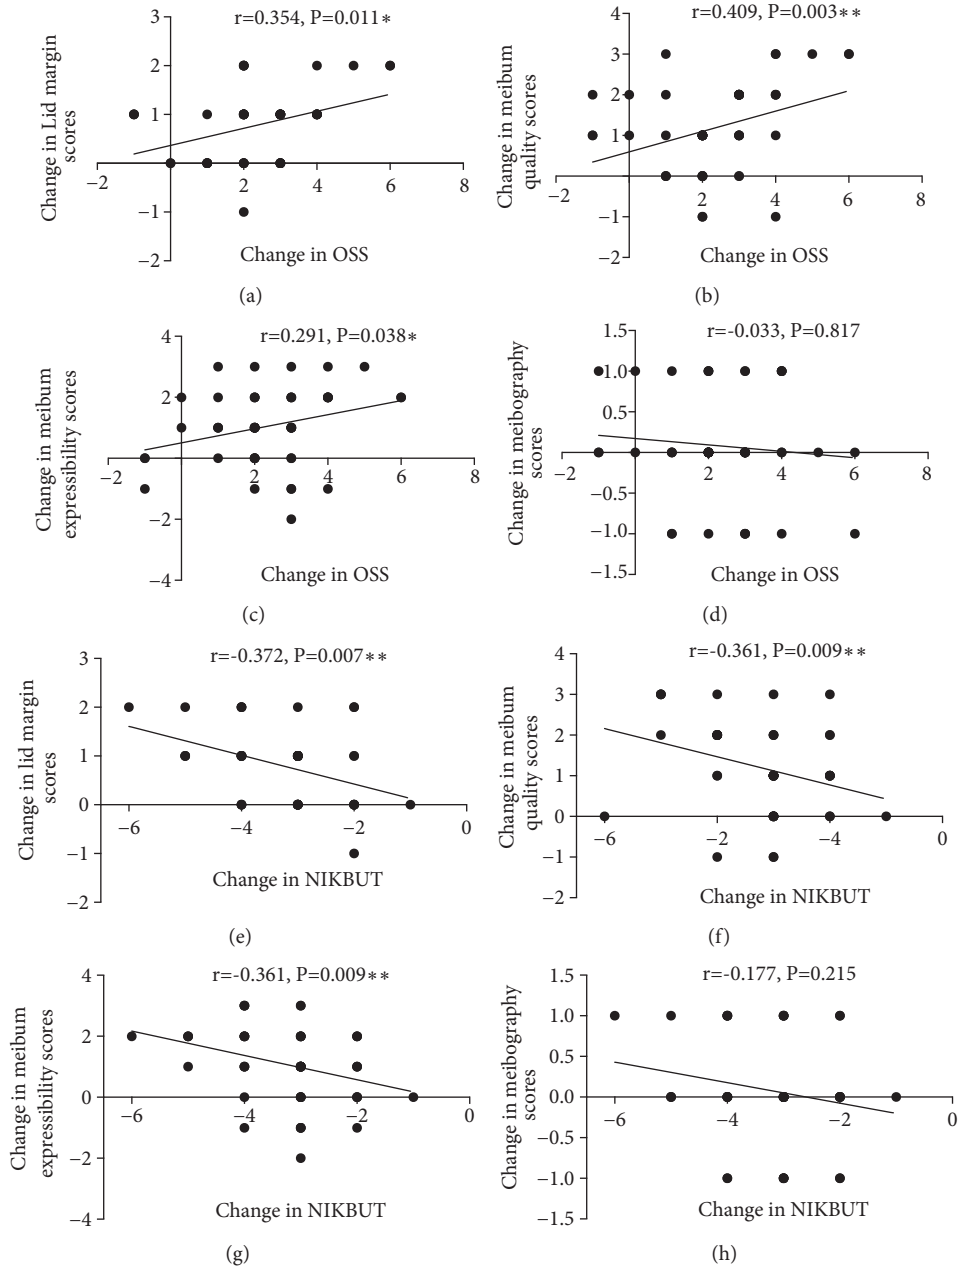 r=0.354, P=0.011*
3
2
1
−2
2
4
6
8
−1
−2
Change in Lid margin
scores
Change in OSS
(a)
r=0.409, P=0.003**
4
3
2
1
−2
2
4
6
8
−1
−2
Change in meibum
quality scores
Change in OSS
(b)
r=0.291, P=0.038*
4
2
−2
2
4
6
8
−2
−4
Change in meibum
expressibility scores
Change in OSS
(c)
r=-0.033, P=0.817
1.5
1.0
0.5
−2
2
4
6
8
−0.5
−1.0
−1.5
Change in meibography
scores
Change in OSS
(d)
r=-0.372, P=0.007**
3
2
1
0
−6
−4
−2
0
−1
−2
Change in lid margin
scores
Change in NIKBUT
(e)
r=-0.361, P=0.009**
4
3
2
1
0
−6
−2
−4
0
−1
−2
Change in meibum
quality scores
Change in NIKBUT
(f)
r=-0.361, P=0.009**
4
2
0
−6
−4
−2
0
−2
−4
Change in meibum
expressibility scores
Change in NIKBUT
(g)
r=-0.177, P=0.215
1.5
1.0
0.5
0.0
−6
−4
−2
0
−0.5
−1.0
−1.5
Change in meibography
scores
Change in NIKBUT
(h)